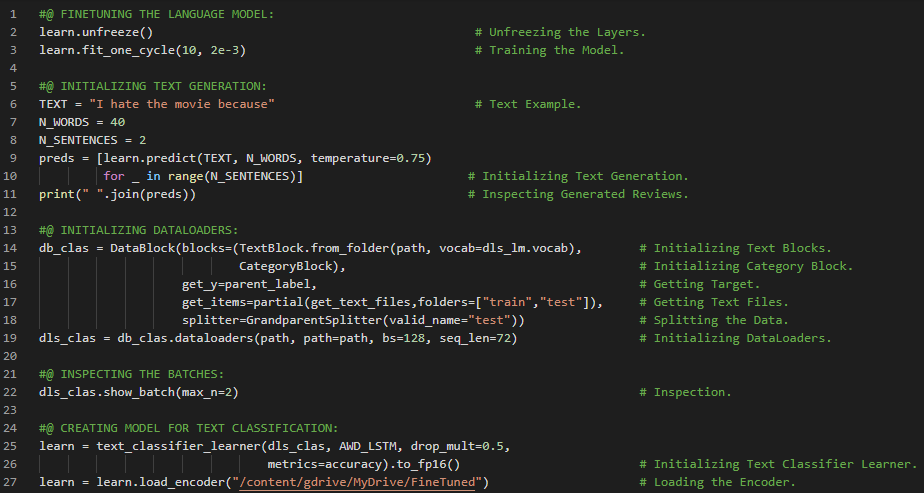 1 #@ FINETUNING THE LANGUAGE MODEL:
2 learn.unfreeze() # Unfreezing the Layers.
3 learn.fit_one_cycle(10, 2e-3) # Training the Model.
4
5 #@ INITIALIZING TEXT GENERATION:
6 TEXT = "I hate the movie because" # Text Example.
7 N_WORDS = 40
8 N_SENTENCES = 2
9 preds = [learn.predict(TEXT, N_WORDS, temperature=0.75)
10 for _ in range(N_SENTENCES)] # Initializing Text Generation.
11 print(" ".join(preds)) # Inspecting Generated Reviews.
12
13 #@ INITIALIZING DATALOADERS:
14 db_clas = DataBlock(blocks=(TextBlock.from_folder(path, vocab=dls_lm.vocab), # Initializing Text Blocks.
15 CategoryBlock), # Initializing Category Block.
16 get_y=parent_label, # Getting Target.
17 get_items=partial(get_text_files,folders=["train","test"]), # Getting Text Files.
18 splitter=GrandparentSplitter(valid_name="test")) # Splitting the Data.
19 dls_clas = db_clas.dataloaders(path, path=path, bs=128, seq_len=72) # Initializing DataLoaders.
20
21 #@ INSPECTING THE BATCHES:
22 dls_clas.show_batch(max_n=2) # Inspection.
23
24 #@ CREATING MODEL FOR TEXT CLASSIFICATION:
25 learn = text_classifier_learner(dls_clas, AWD_LSTM, drop_mult=0.5,
26 metrics=accuracy).to_fp16() # Initializing Text Classifier Learner.
27 learn = learn.load_encoder("/content/gdrive/MyDrive/FineTuned") # Loading the Encoder.